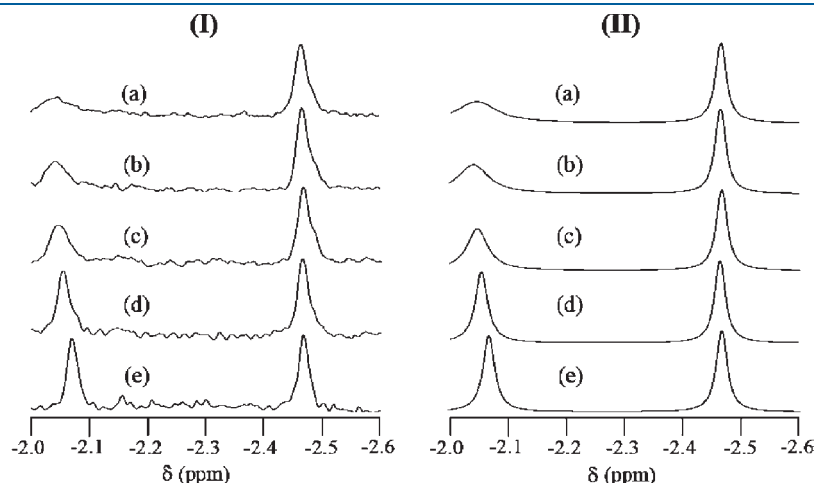 (I) (II)
(a) (a)
(b) (b)
(c) (c)
(d) (d)
(e) (e)
-2.0 -2.1 -2.2 -2.3 -2.4 -2.5 -2.6 -2.0 -2.1 -2.2 -2.3 -2.4 -2.5 -2.6
δ (ppm) δ (ppm)